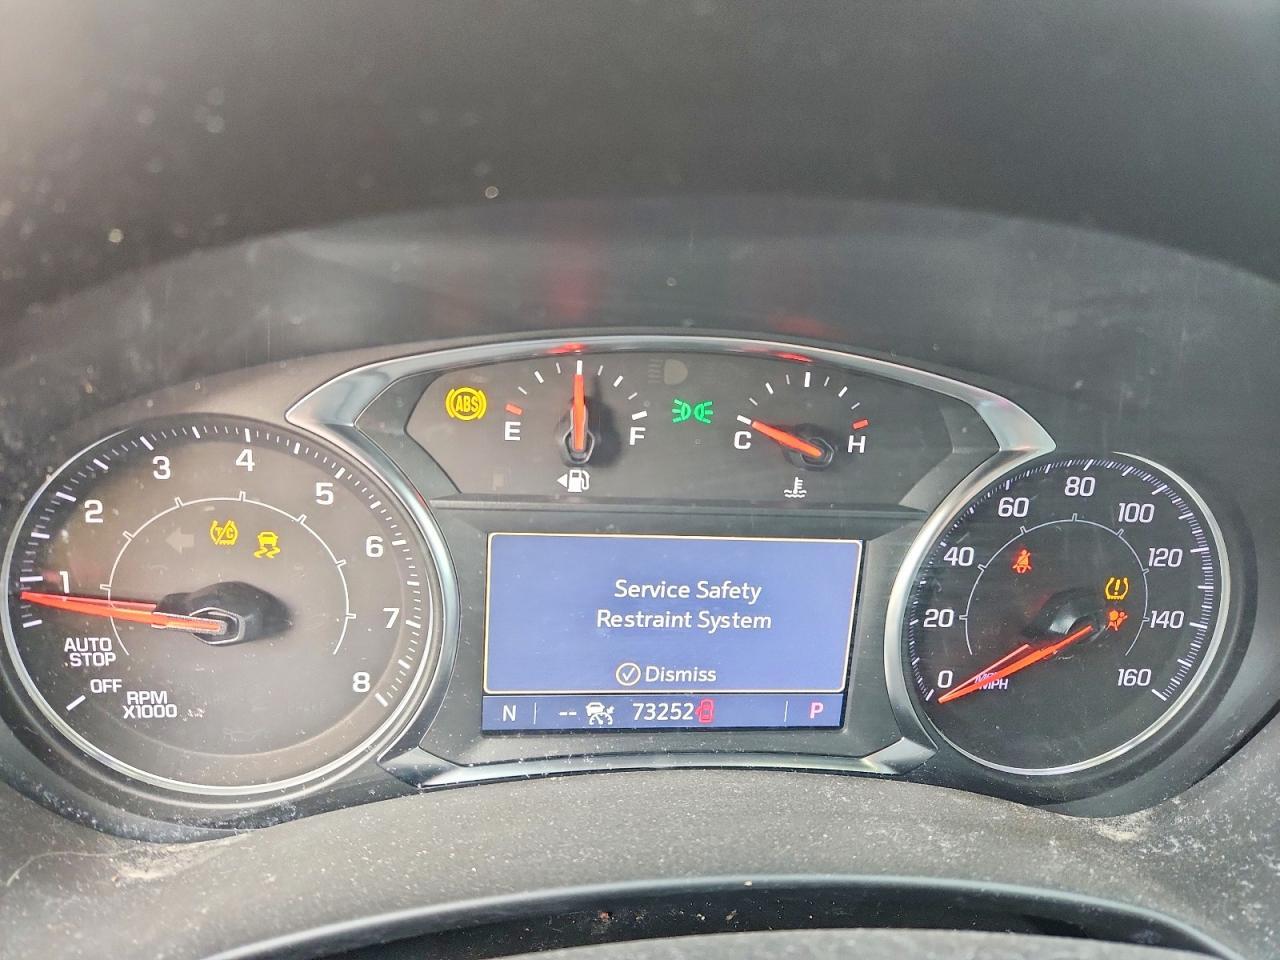 ABS
E
F
C
H
1
2
3
4
5
6
7
8
T/C
AUTO
STOP
OFF
RPM
X1000
Service Safety
Restraint System
Dismiss
N -- 73252 P
0
20
40
60
80
100
120
140
160
MPH